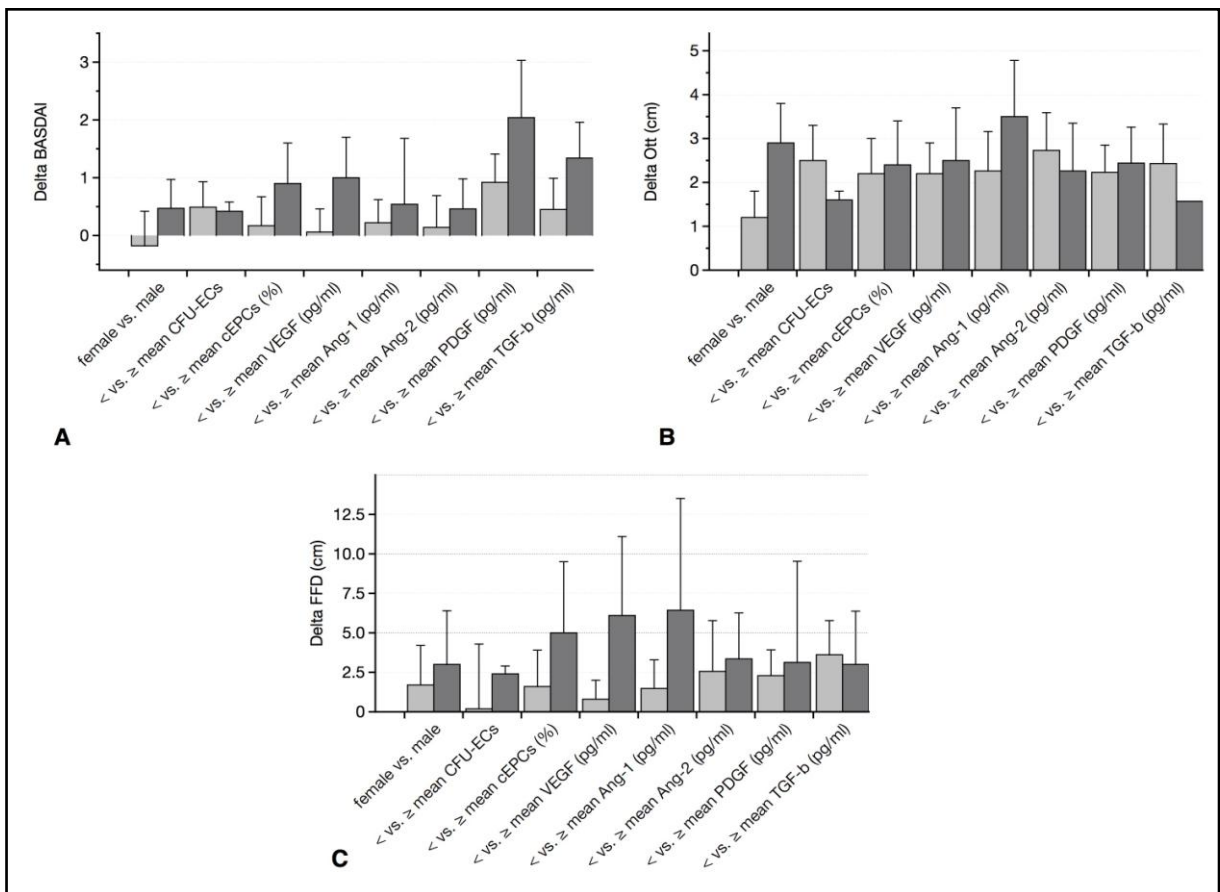 Delta BASDAI
3
2
1
0
female vs. male
< vs. ≥ mean CFU-ECs
< vs. ≥ mean cEPCs (%)
< vs. ≥ mean VEGF (pg/ml)
< vs. ≥ mean Ang-1 (pg/ml)
< vs. ≥ mean Ang-2 (pg/ml)
< vs. ≥ mean PDGF (pg/ml)
< vs. ≥ mean TGF-b (pg/ml)
A
Delta Ott (cm)
5
4
3
2
1
0
female vs. male
< vs. ≥ mean CFU-ECs
< vs. ≥ mean cEPCs (%)
< vs. ≥ mean VEGF (pg/ml)
< vs. ≥ mean Ang-1 (pg/ml)
< vs. ≥ mean Ang-2 (pg/ml)
< vs. ≥ mean PDGF (pg/ml)
< vs. ≥ mean TGF-b (pg/ml)
B
Delta FFD (cm)
12.5
10.0
7.5
5.0
2.5
0
female vs. male
< vs. ≥ mean CFU-ECs
< vs. ≥ mean cEPCs (%)
< vs. ≥ mean VEGF (pg/ml)
< vs. ≥ mean Ang-1 (pg/ml)
< vs. ≥ mean Ang-2 (pg/ml)
< vs. ≥ mean PDGF (pg/ml)
< vs. ≥ mean TGF-b (pg/ml)
C